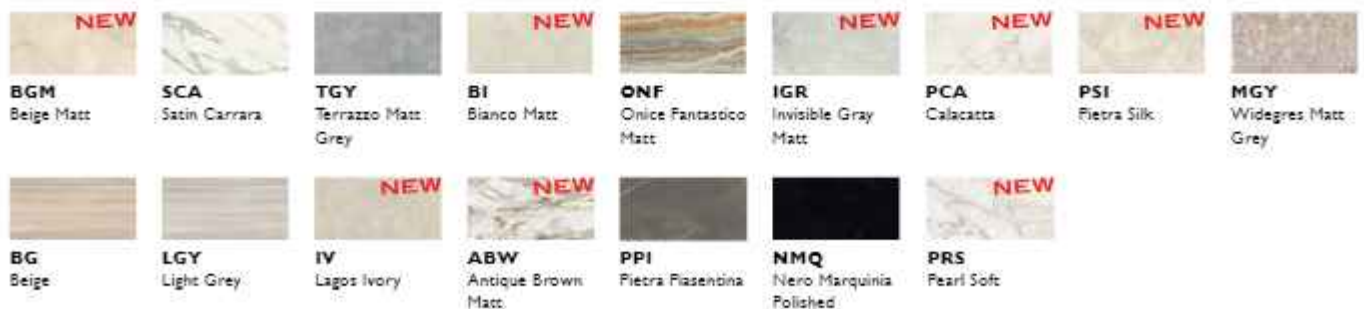 NEW
BGM
Beige Matt
SCA
Satin Carrara
TGY
Terrazzo Matt
Grey
NEW
BI
Bianco Matt
ONF
Onice Fantastico
Matt
NEW
IGR
Invisible Gray
Matt
NEW
PCA
Calacatta
NEW
PSI
Pietra Silk
MGY
Widegres Matt
Grey
BG
Beige
LGY
Light Grey
NEW
IV
Lagos Ivory
NEW
ABW
Antique Brown
Matt
PPI
Pietra Piasentina
NMQ
Nero Marquinia
Polished
NEW
PRS
Pearl Soft